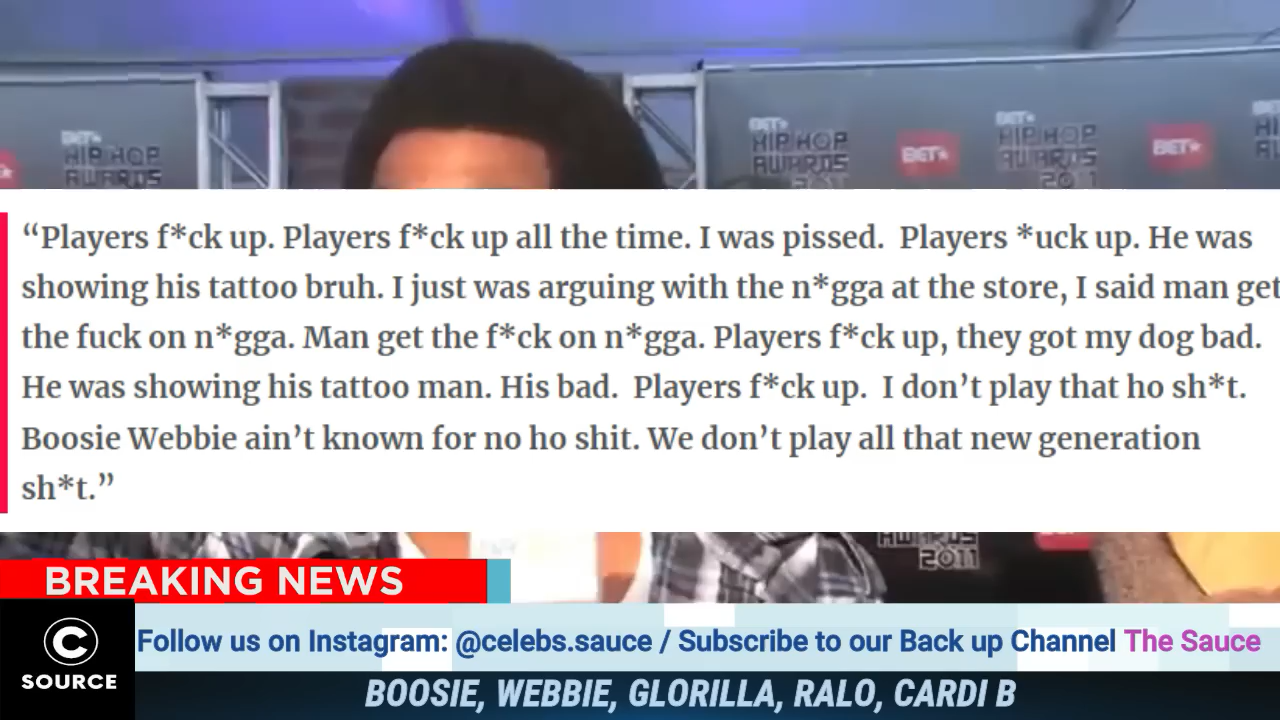 BET★
HIP HOP
AWARDS
BET★
HIP HOP
AWARDS
2011
BET★
BET★
HIP HOP
AWARDS
2011
BET★
“Players f*ck up. Players f*ck up all the time. I was pissed.  Players *uck up. He was
showing his tattoo bruh. I just was arguing with the n*gga at the store, I said man get
the fuck on n*gga. Man get the f*ck on n*gga. Players f*ck up, they got my dog bad.
He was showing his tattoo man. His bad.  Players f*ck up.  I don’t play that ho sh*t.
Boosie Webbie ain’t known for no ho shit. We don’t play all that new generation
sh*t.”
AWARDS
2011
BREAKING NEWS
C
SOURCE
Follow us on Instagram: @celebs.sauce / Subscribe to our Back up Channel The Sauce
BOOSIE, WEBBIE, GLORILLA, RALO, CARDI B